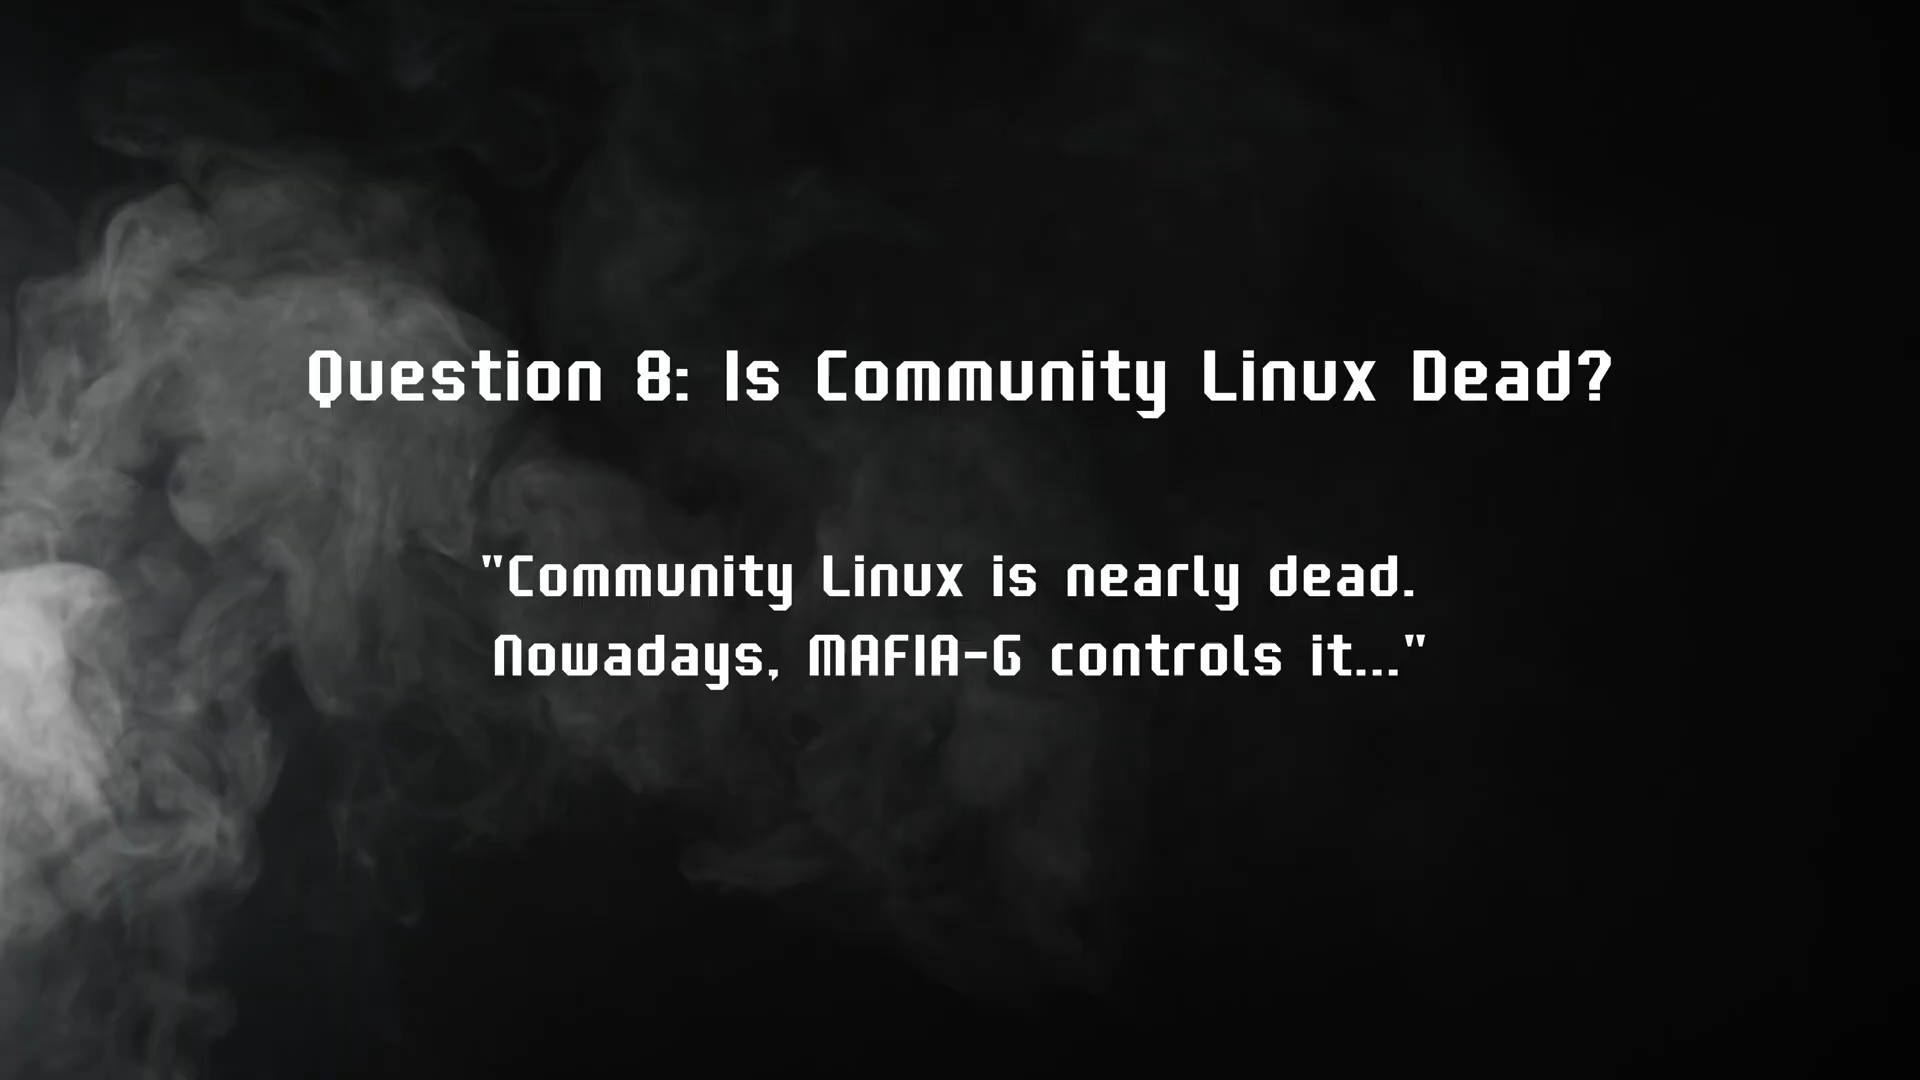 Question 8: Is Community Linux Dead?
"Community Linux is nearly dead.
Nowadays, MAFIA-G controls it..."